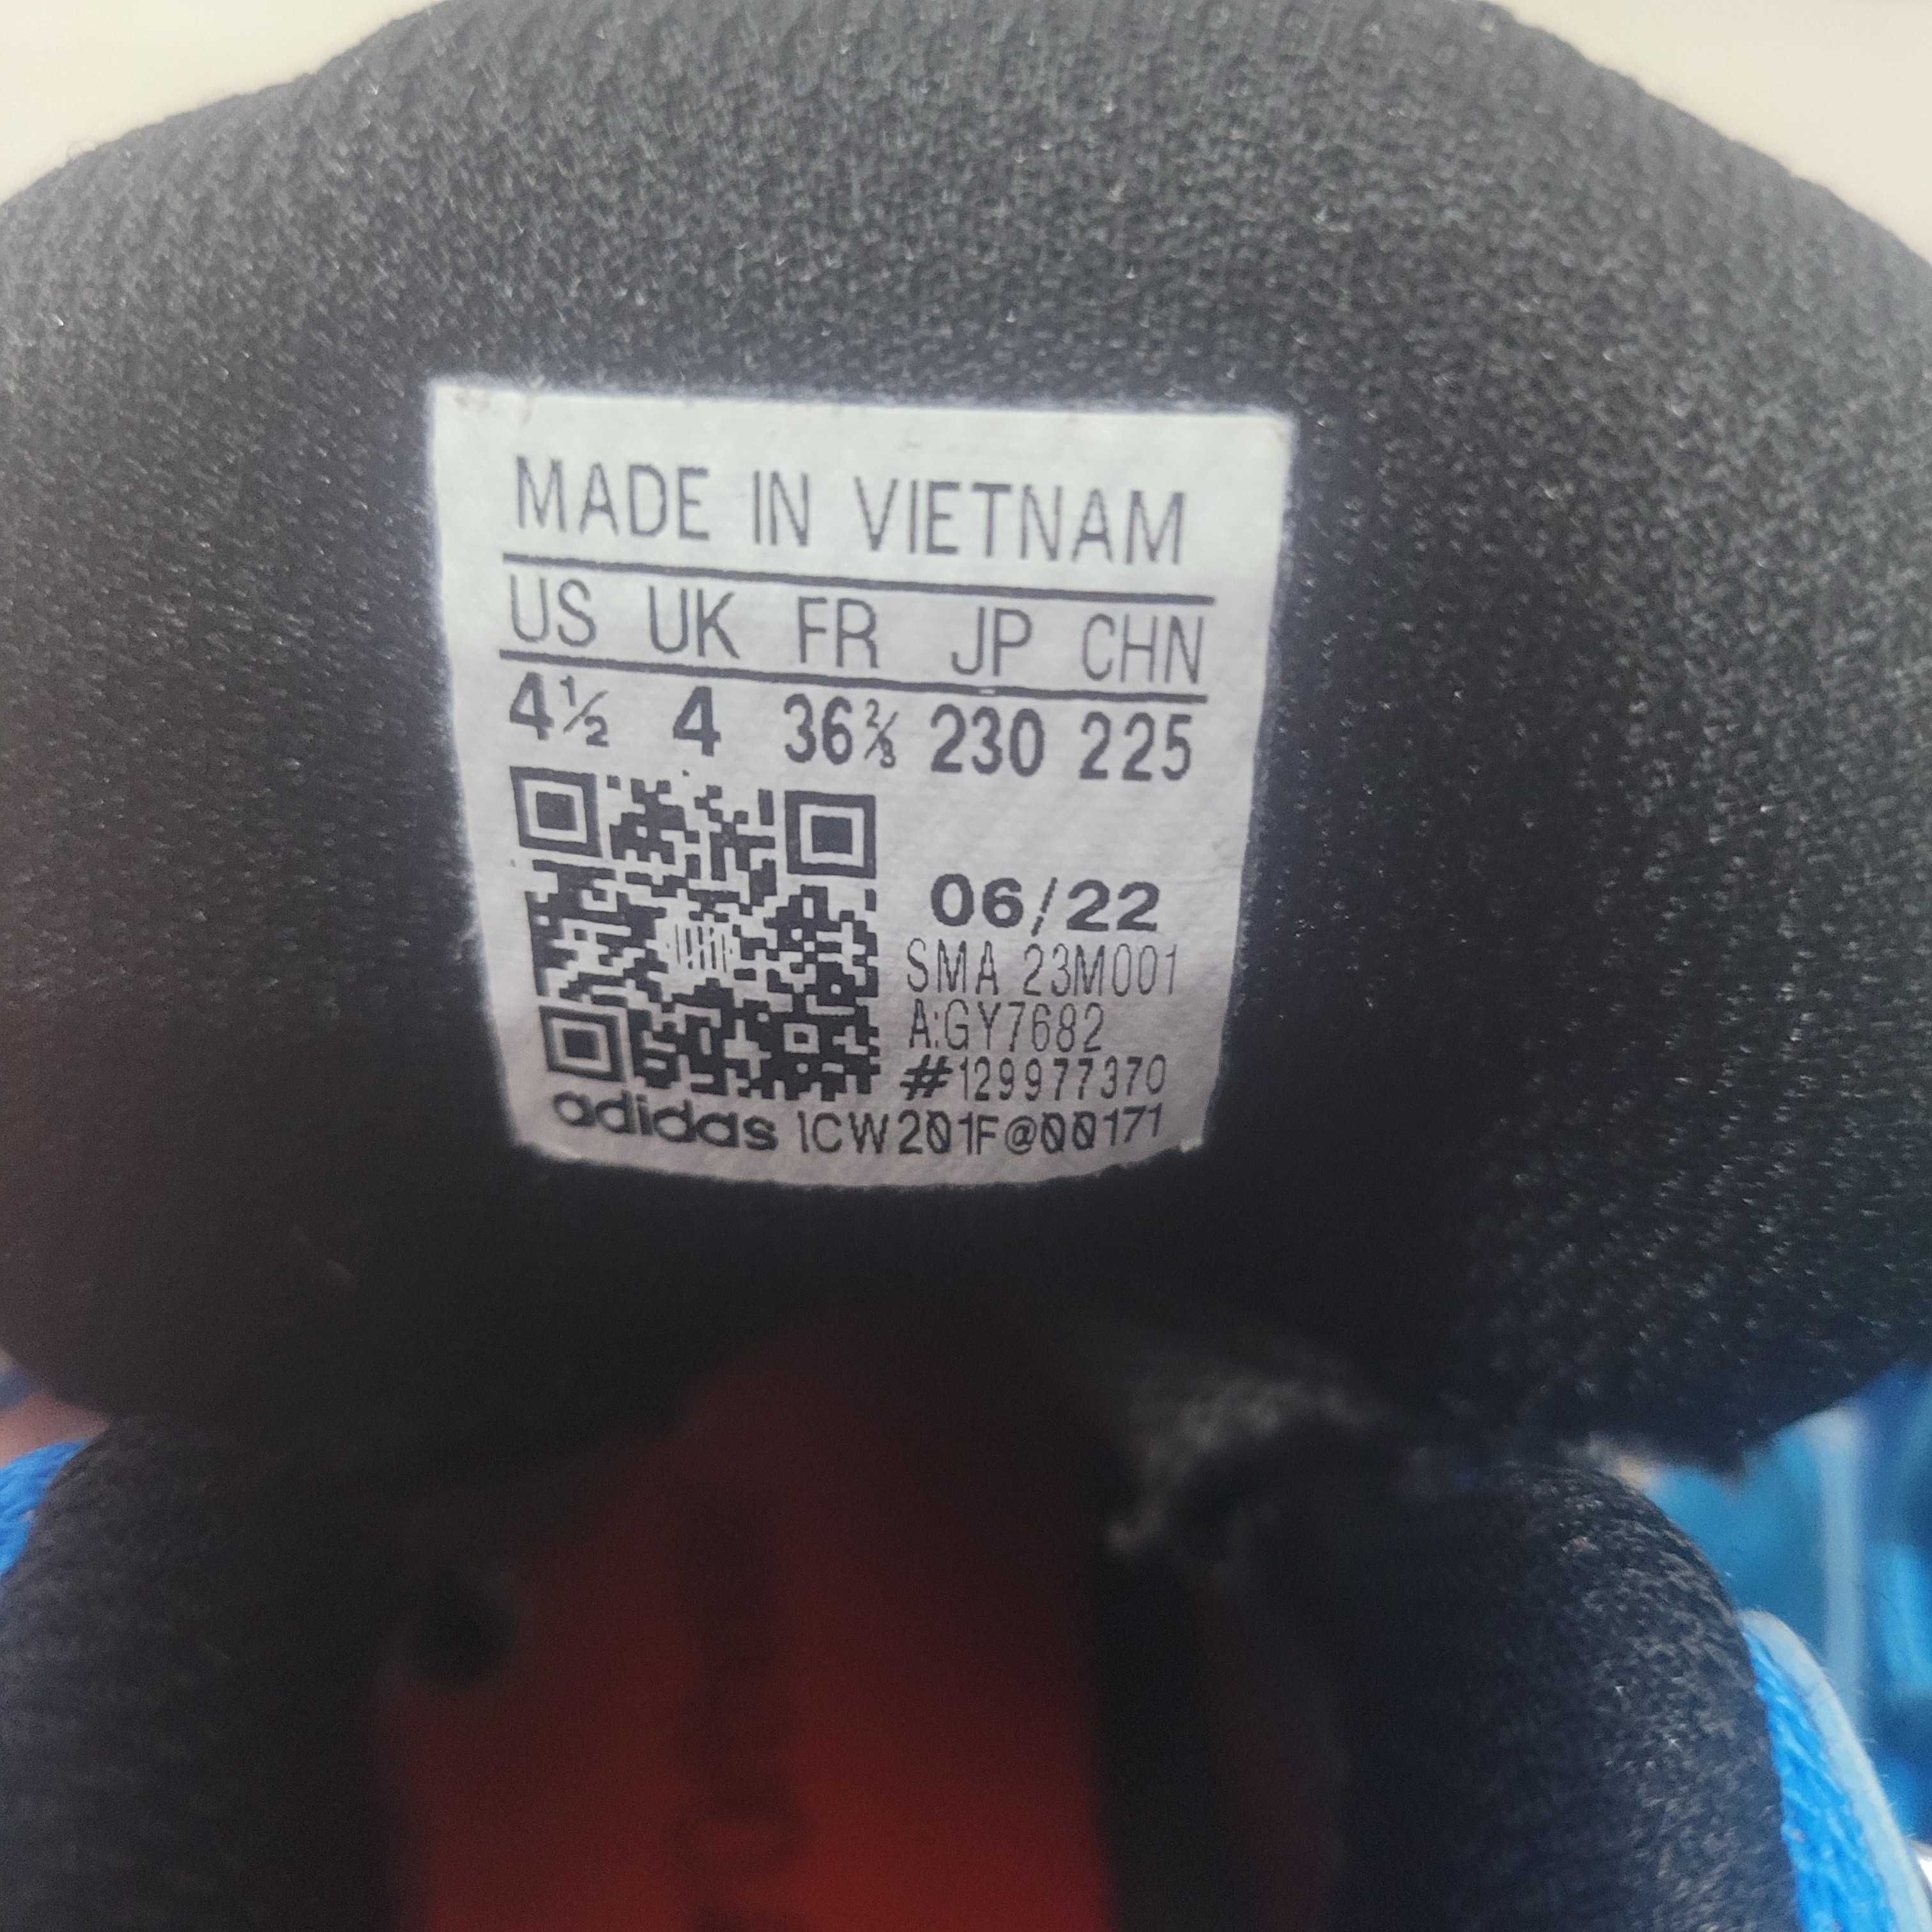 MADE IN VIETNAM
US UK FR JP CHN
4½ 4 36⅔ 230 225
06/22
SMA 23M001
A:GY7682
#129977370
adidas 1CW201F@00171